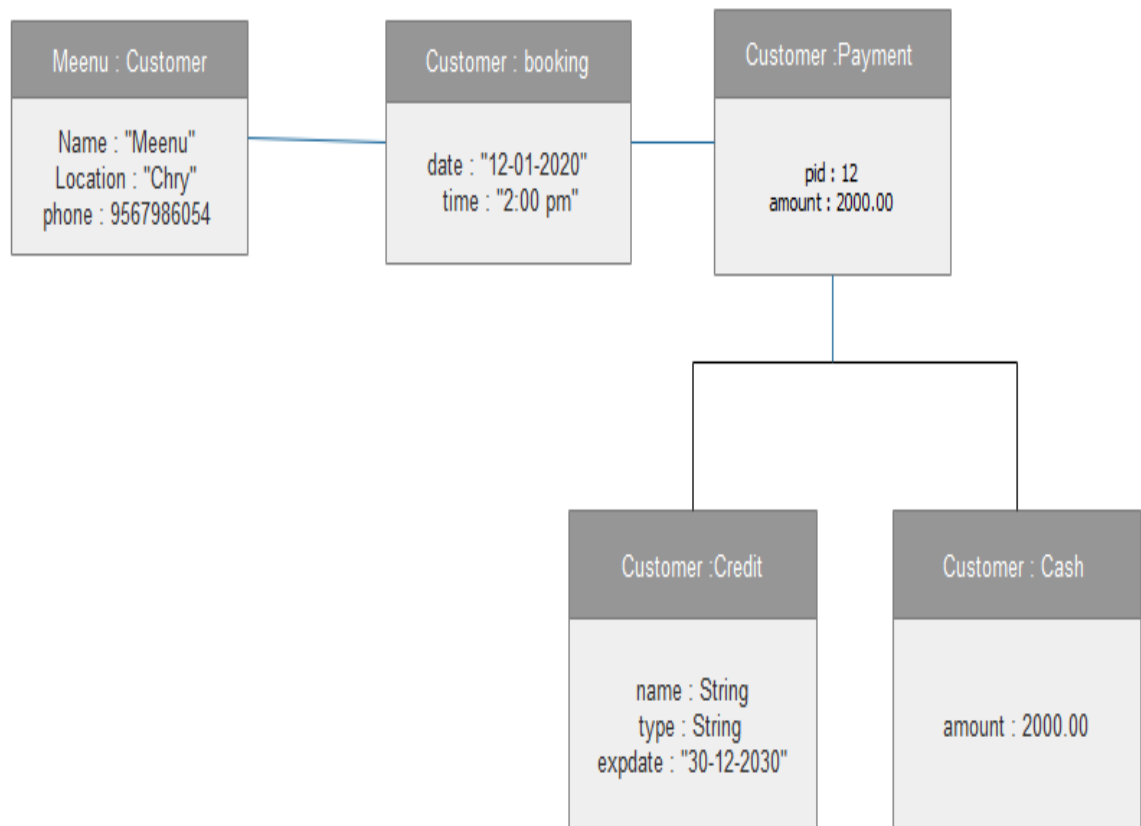 Meenu : Customer
Name : "Meenu"
Location : "Chry"
phone : 9567986054
Customer : booking
date : "12-01-2020"
time : "2:00 pm"
Customer :Payment
pid : 12
amount : 2000.00
Customer :Credit
name : String
type : String
expdate : "30-12-2030"
Customer : Cash
amount : 2000.00